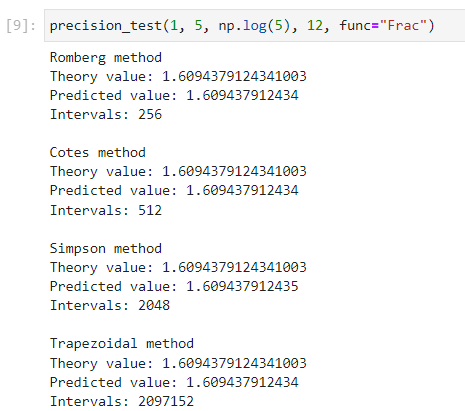 [9]: precision_test(1, 5, np.log(5), 12, func="Frac")
Romberg method
Theory value: 1.6094379124341003
Predicted value: 1.609437912434
Intervals: 256
Cotes method
Theory value: 1.6094379124341003
Predicted value: 1.609437912434
Intervals: 512
Simpson method
Theory value: 1.6094379124341003
Predicted value: 1.609437912435
Intervals: 2048
Trapezoidal method
Theory value: 1.6094379124341003
Predicted value: 1.609437912434
Intervals: 2097152